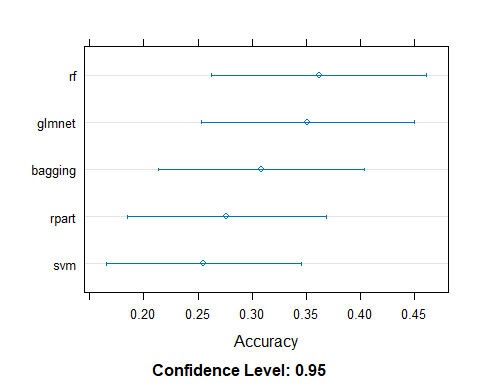 rf
glmnet
bagging
rpart
svm
0.20 0.25 0.30 0.35 0.40 0.45
Accuracy
Confidence Level: 0.95